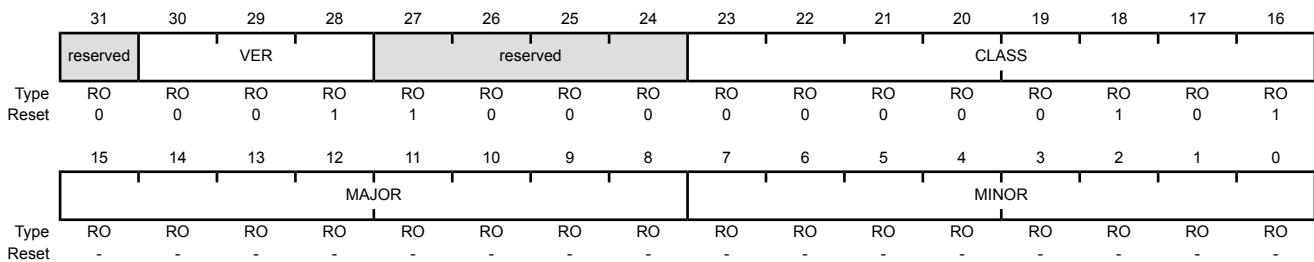 31 30 29 28 27 26 25 24 23 22 21 20 19 18 17 16
reserved VER reserved CLASS
Type RO RO RO RO RO RO RO RO RO RO RO RO RO RO RO RO
Reset 0 0 0 1 1 0 0 0 0 0 0 0 0 1 0 1
15 14 13 12 11 10 9 8 7 6 5 4 3 2 1 0
MAJOR MINOR
Type RO RO RO RO RO RO RO RO RO RO RO RO RO RO RO RO
Reset - - - - - - - - - - - - - - - -